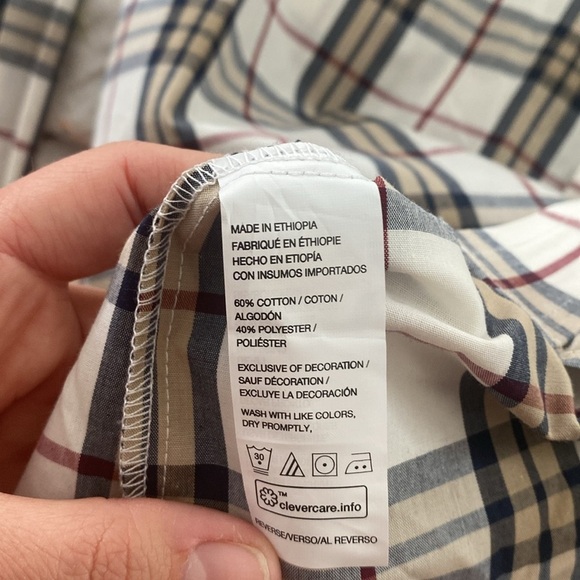 MADE IN ETHIOPIA
FABRIQUÉ EN ÉTHIOPIE
HECHO EN ETIOPÍA
CON INSUMOS IMPORTADOS
60% COTTON / COTON /
ALGODÓN
40% POLYESTER /
POLIÉSTER
EXCLUSIVE OF DECORATION /
SAUF DÉCORATION /
EXCLUYE LA DECORACIÓN
WASH WITH LIKE COLORS,
DRY PROMPTLY,
30
™
clevercare.info
REVERSE/VERSO/AL REVERSO